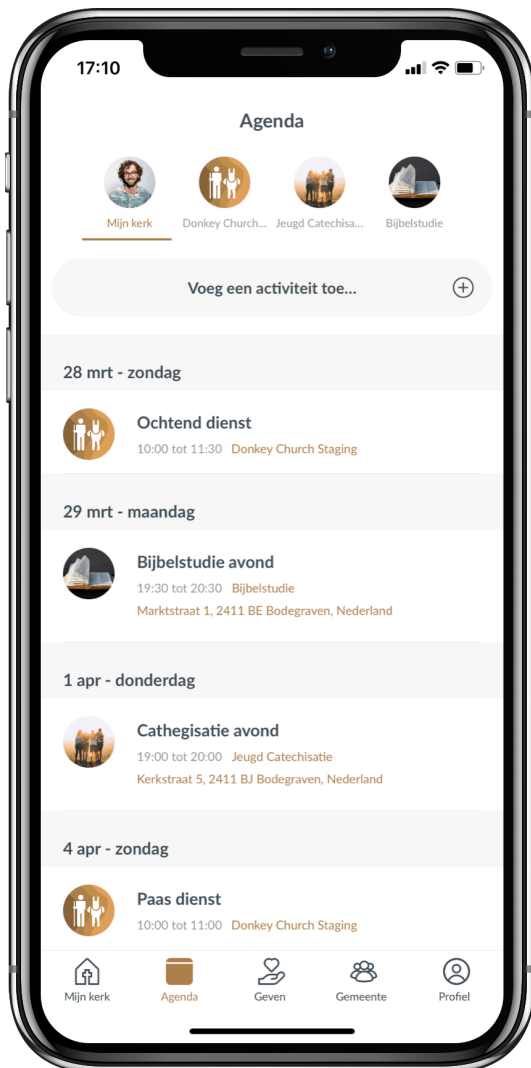 17:10
Agenda
Mijn kerk Donkey Church... Jeugd Catechisa... Bijbelstudie
Voeg een activiteit toe...
28 mrt - zondag
Ochtend dienst
10:00 tot 11:30 Donkey Church Staging
29 mrt - maandag
Bijbelstudie avond
19:30 tot 20:30 Bijbelstudie
Marktstraat 1, 2411 BE Bodegraven, Nederland
1 apr - donderdag
Cathegisatie avond
19:00 tot 20:00 Jeugd Catechisatie
Kerkstraat 5, 2411 BJ Bodegraven, Nederland
4 apr - zondag
Paas dienst
10:00 tot 11:00 Donkey Church Staging
Mijn kerk Agenda Geven Gemeente Profiel